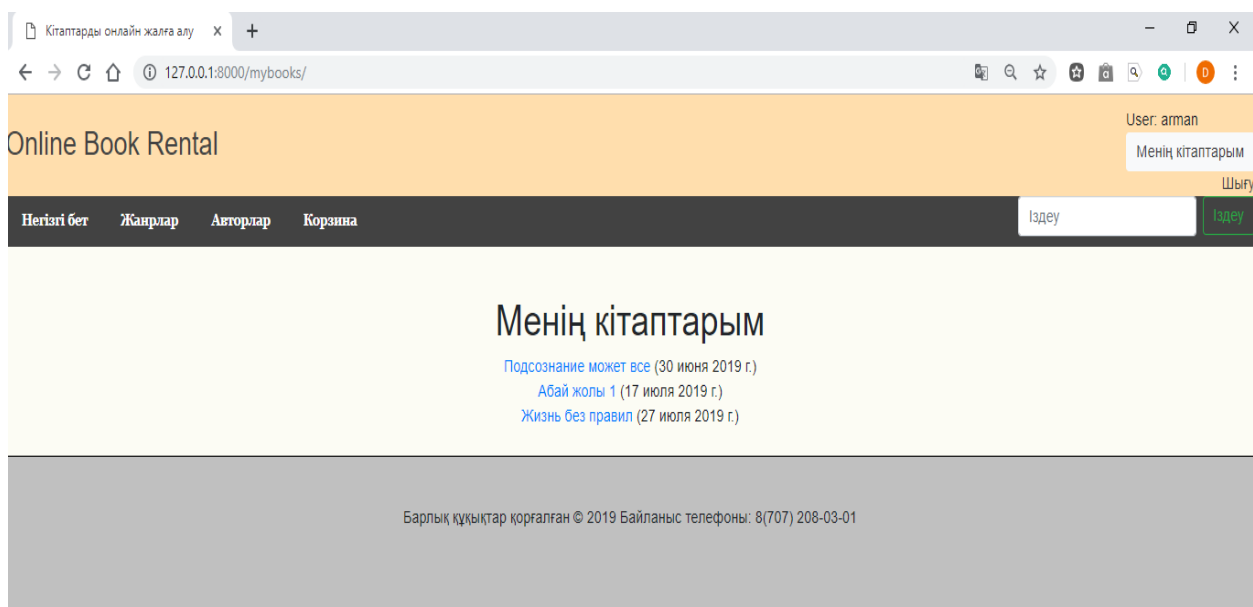 Кітаптарды онлайн жалға алу
127.0.0.1:8000/mybooks/
D
Online Book Rental
User: arman
Менің кітаптарым
Шығу
Негізгі бет Жанрлар Авторлар Корзина Іздеу Іздеу
Менің кітаптарым
Подсознание может все (30 июня 2019 г.)
Абай жолы 1 (17 июля 2019 г.)
Жизнь без правил (27 июля 2019 г.)
Барлық құқықтар қорғалған © 2019 Байланыс телефоны: 8(707) 208-03-01